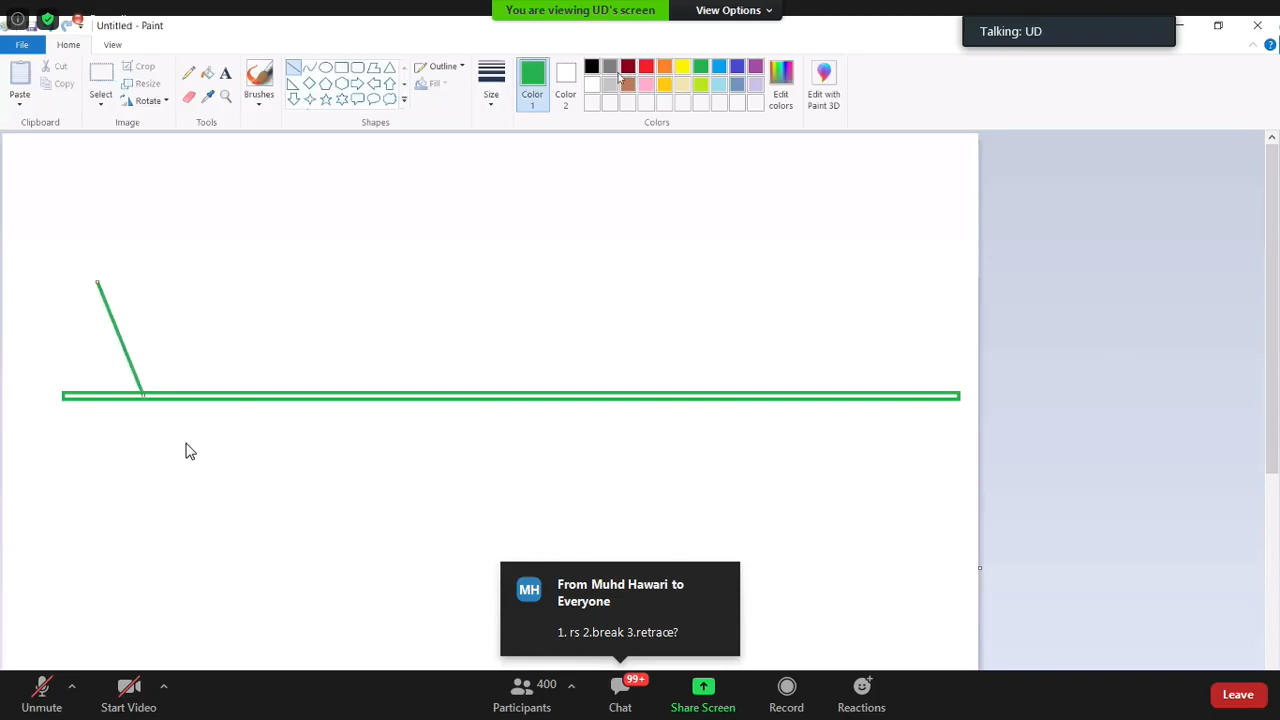 You are viewing UD's screen
View Options
Talking: UD
Untitled - Paint
File
Home
View
Paste
Cut
Copy
Clipboard
Select
Crop
Resize
Rotate
Image
Tools
Brushes
Outline
Fill
Shapes
Size
Color
1
Color
2
Colors
Edit
colors
Edit with
Paint 3D
From Muhd Hawari to
Everyone
1. rs 2.break 3.retrace?
Unmute
Start Video
400
Participants
99+
Chat
Share Screen
Record
Reactions
Leave
MH
A